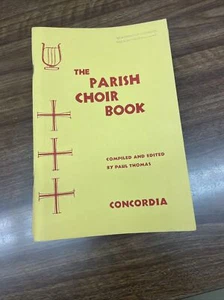 THE
PARISH
CHOIR
BOOK
COMPILED AND EDITED
BY PAUL THOMAS
CONCORDIA